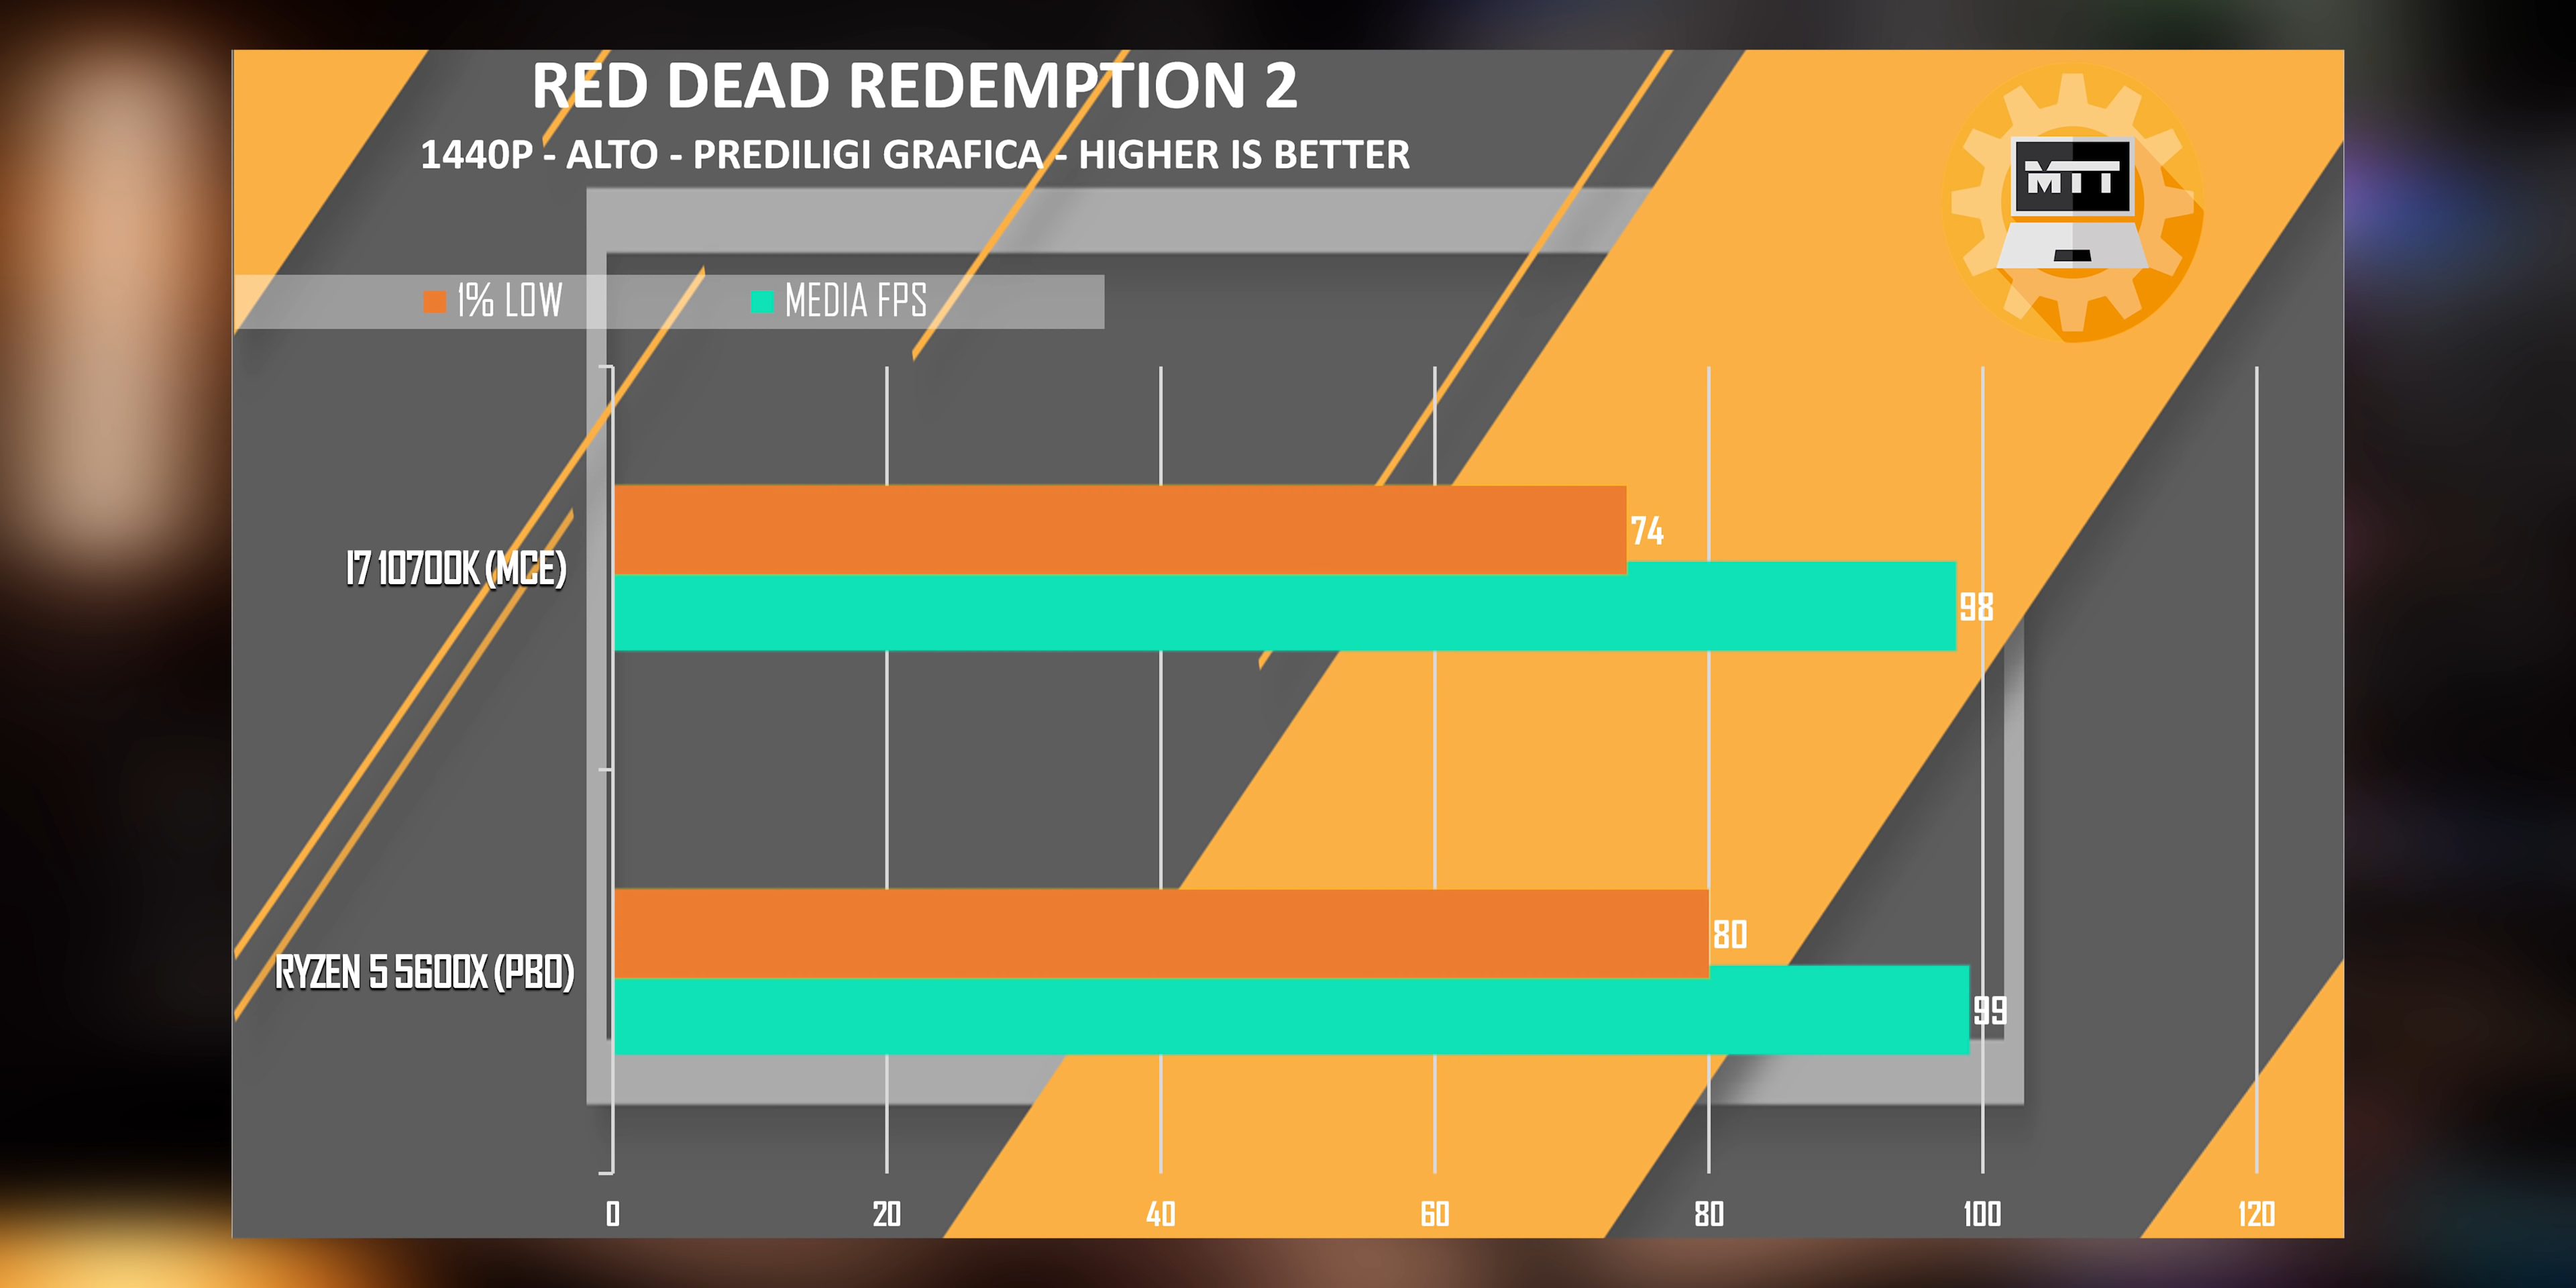 RED DEAD REDEMPTION 2
1440P - ALTO - PREDILIGI GRAFICA - HIGHER IS BETTER
MTT
1% LOW MEDIA FPS
I7 10700K (MCE)
74
98
RYZEN 5 5600X (PBO)
80
99
0 20 40 60 80 100 120